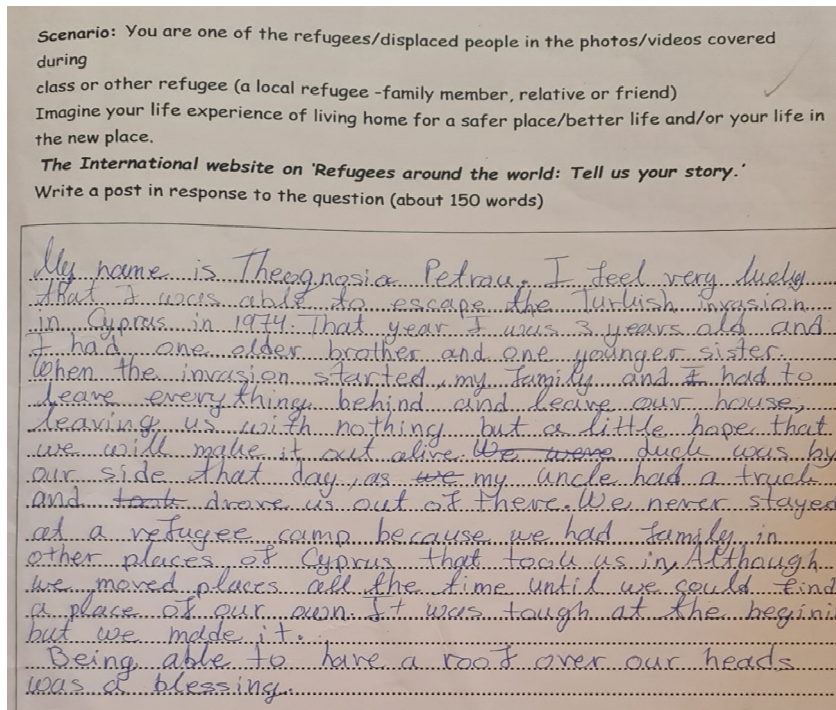 Scenario: You are one of the refugees/displaced people in the photos/videos covered
during
class or other refugee (a local refugee -family member, relative or friend)
Imagine your life experience of living home for a safer place/better life and/or your life in
the new place.
The International website on 'Refugees around the world: Tell us your story.'
Write a post in response to the question (about 150 words)
My name is Theognosia Petrou. I feel very lucky
that I was able to escape the Turkish invasion
in Cyprus in 1974. That year I was 3 years old and
I had one older brother and one younger sister.
When the invasion started, my family and I had to
leave everything behind and leave our house,
leaving us with nothing but a little hope that
we will make it out alive. We were duck was by
our side that day, as we my uncle had a truck
and took drove us out of there. We never stayed
at a refugee camp because we had family in
other places of Cyprus that took us in, Although
we moved places all the time until we could find
a place of our own. It was tough at the begini
but we made it.
Being able to have a roof over our heads
was a blessing.